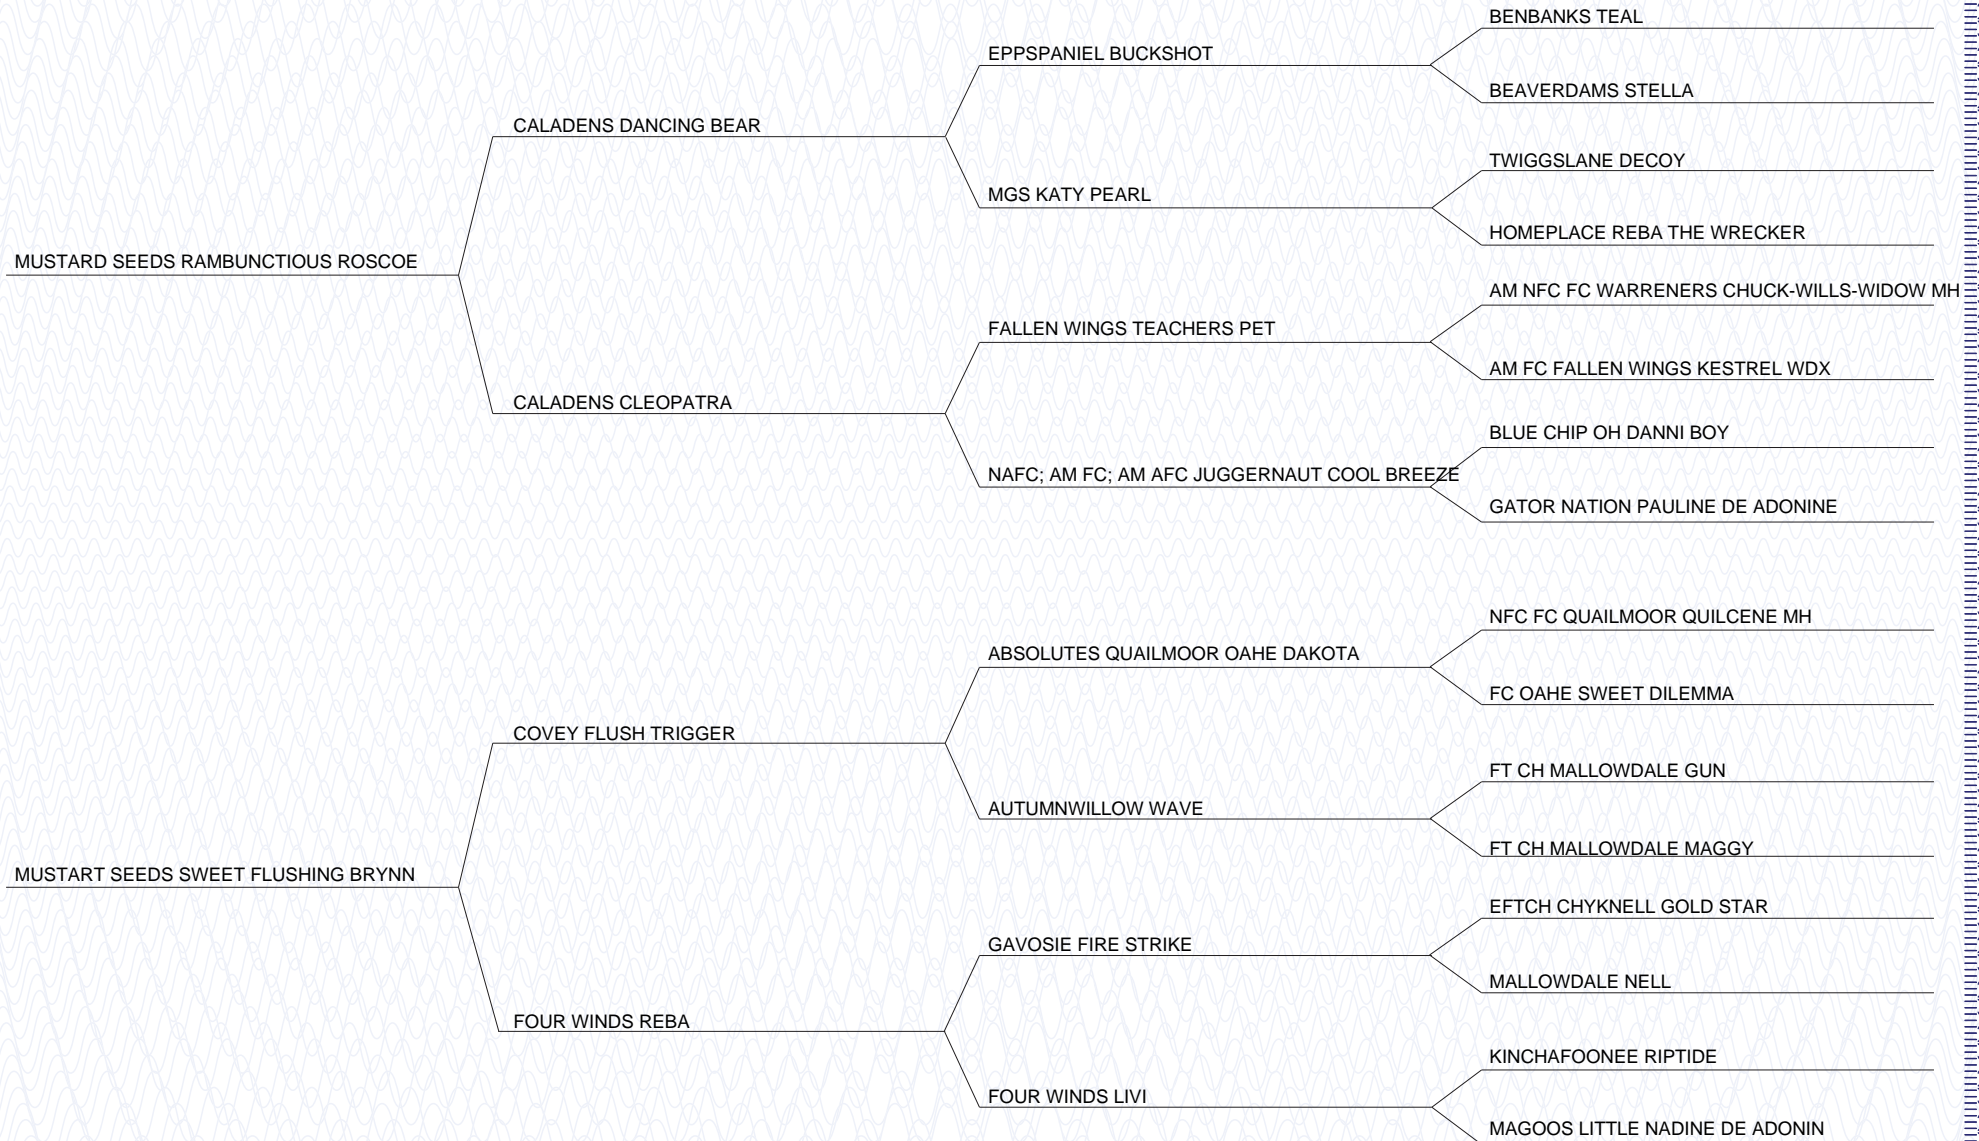 BENBANKS TEAL
EPPSPANIEL BUCKSHOT
BEAVERDAMS STELLA
CALADENS DANCING BEAR
TWIGGSLANE DECOY
MGS KATY PEARL
HOMEPLACE REBA THE WRECKER
MUSTARD SEEDS RAMBUNCTIOUS ROSCOE
AM NFC FC WARRENERS CHUCK-WILLS-WIDOW MH
FALLEN WINGS TEACHERS PET
AM FC FALLEN WINGS KESTREL WDX
CALADENS CLEOPATRA
BLUE CHIP OH DANNI BOY
NAFC; AM FC; AM AFC JUGGERNAUT COOL BREEZE
GATOR NATION PAULINE DE ADONINE
NFC FC QUAILMOOR QUILCENE MH
ABSOLUTES QUAILMOOR OAHE DAKOTA
FC OAHE SWEET DILEMMA
COVEY FLUSH TRIGGER
FT CH MALLOWDALE GUN
AUTUMNWILLOW WAVE
FT CH MALLOWDALE MAGGY
MUSTART SEEDS SWEET FLUSHING BRYNN
EFTCH CHYKNELL GOLD STAR
GAVOSIE FIRE STRIKE
MALLOWDALE NELL
FOUR WINDS REBA
KINCHAFOONEE RIPTIDE
FOUR WINDS LIVI
MAGOOS LITTLE NADINE DE ADONIN